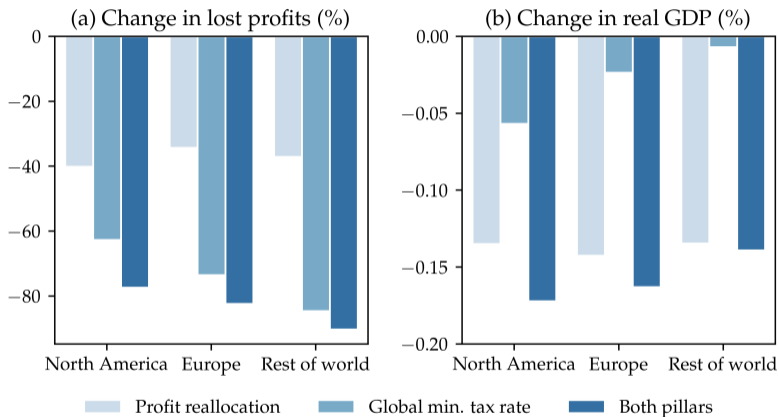 (a) Change in lost profits (%)
0
−20
−40
−60
−80
North America
Europe
Rest of world
(b) Change in real GDP (%)
0.00
−0.05
−0.10
−0.15
−0.20
North America
Europe
Rest of world
Profit reallocation
Global min. tax rate
Both pillars